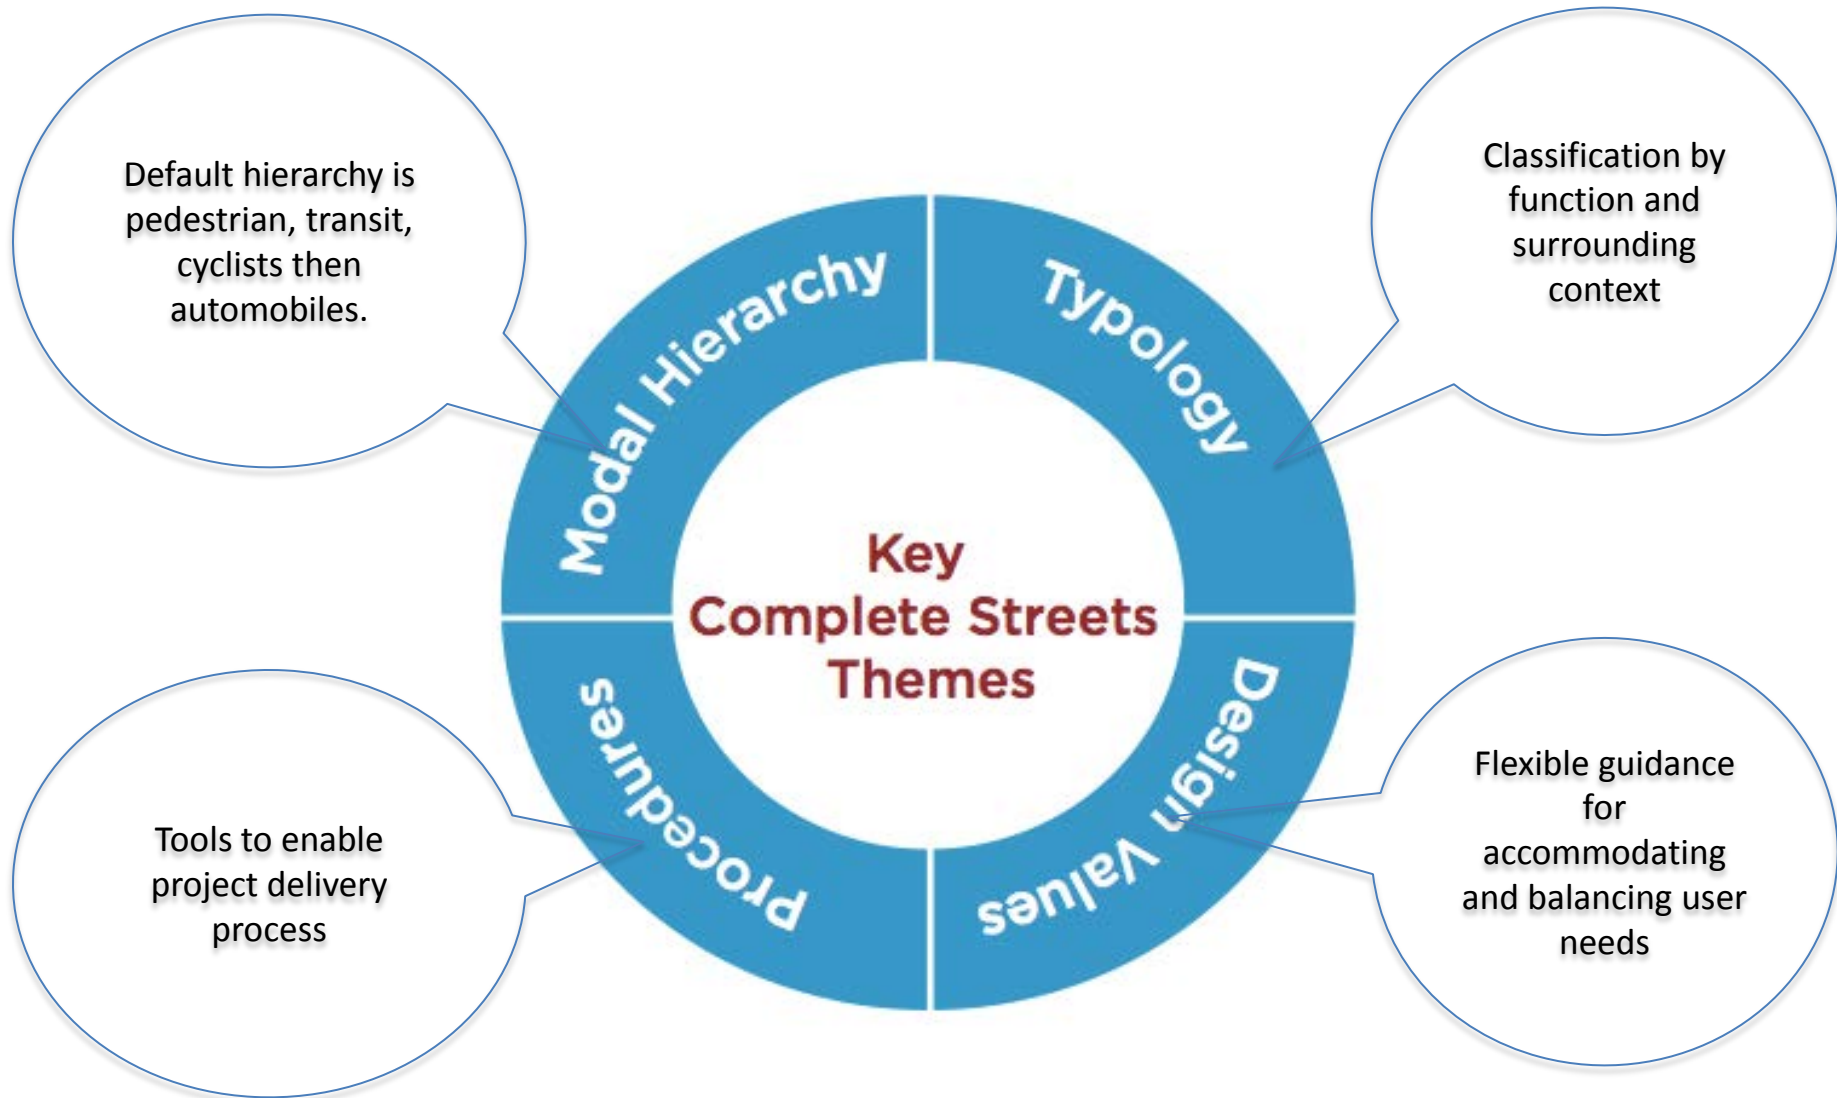 Default hierarchy is
pedestrian, transit,
cyclists then
automobiles.
Classification by
function and
surrounding
context
Modal Hierarchy
Typology
Key
Complete Streets
Themes
Procedures
Design Values
Tools to enable
project delivery
process
Flexible guidance
for
accommodating
and balancing user
needs